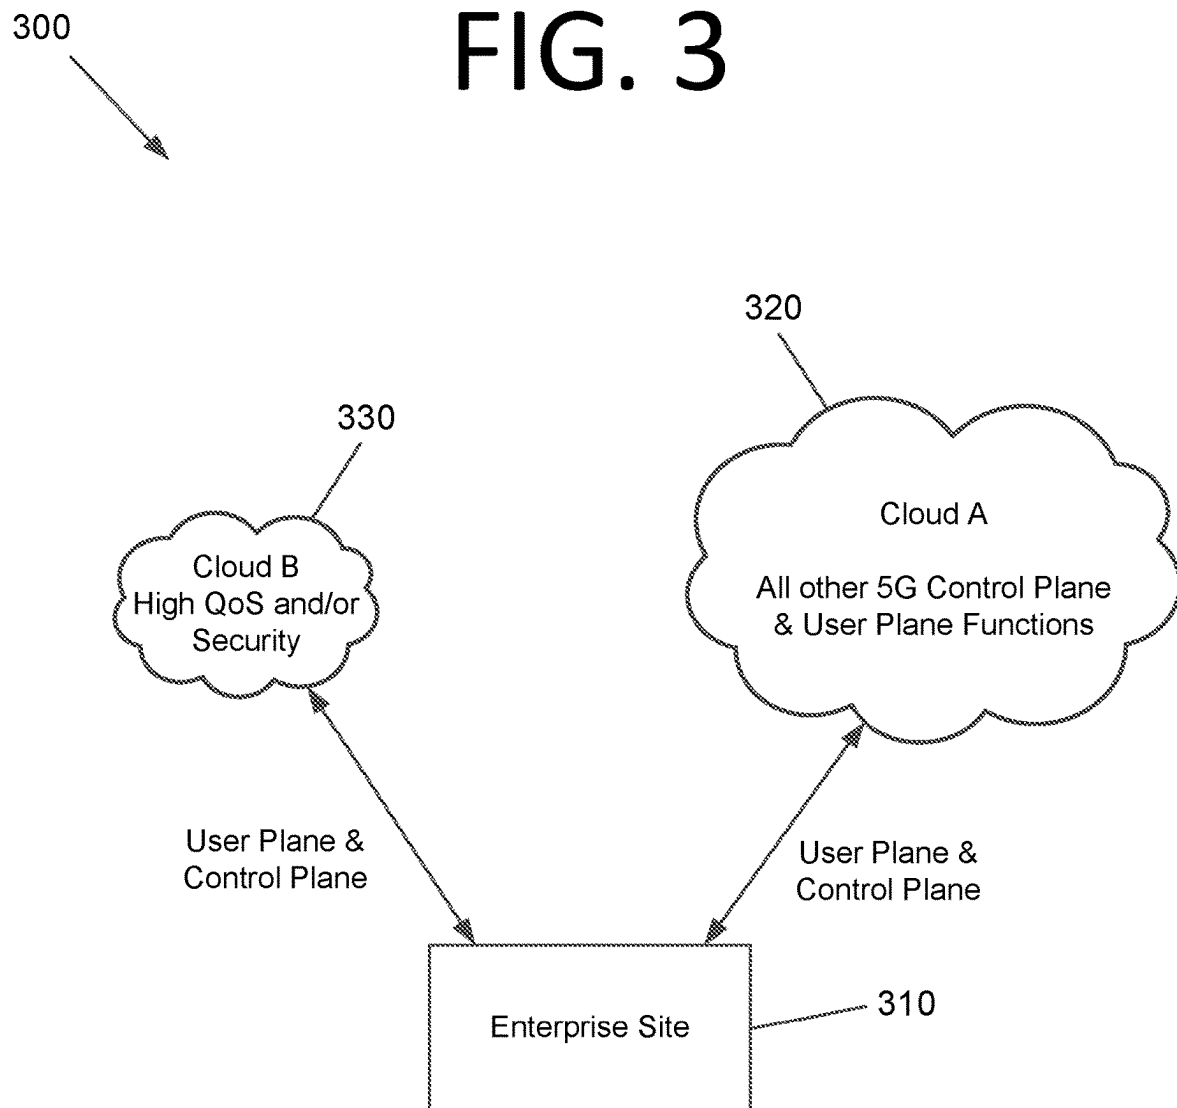 300
FIG. 3
320
330
Cloud A
All other 5G Control Plane
& User Plane Functions
Cloud B
High QoS and/or
Security
User Plane &
Control Plane
User Plane &
Control Plane
Enterprise Site
310